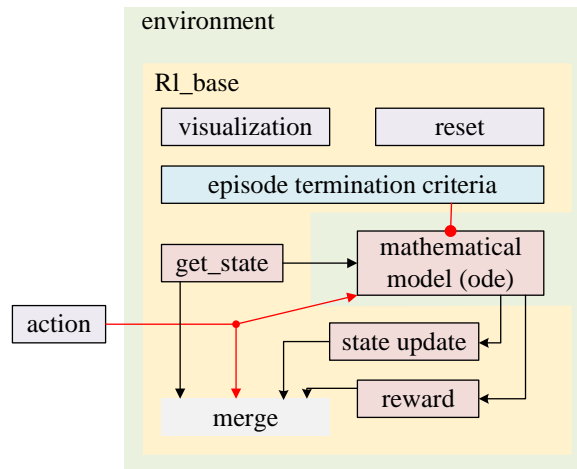 environment
Rl_base
visualization
reset
episode termination criteria
mathematical
model (ode)
get_state
action
state update
reward
merge